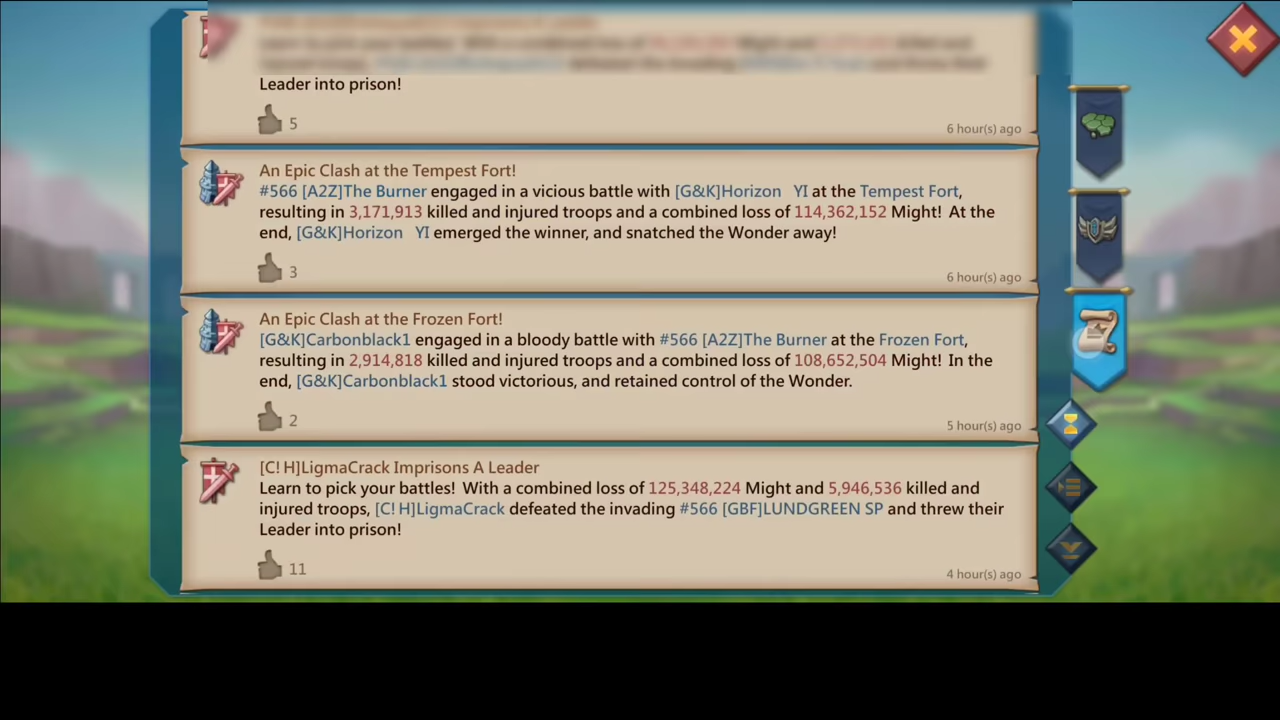 Leader into prison!
5
6 hour(s) ago
An Epic Clash at the Tempest Fort!
#566 [A2Z]The Burner engaged in a vicious battle with [G&K]Horizon YI at the Tempest Fort,
resulting in 3,171,913 killed and injured troops and a combined loss of 114,362,152 Might! At the
end, [G&K]Horizon YI emerged the winner, and snatched the Wonder away!
3
6 hour(s) ago
An Epic Clash at the Frozen Fort!
[G&K]Carbonblack1 engaged in a bloody battle with #566 [A2Z]The Burner at the Frozen Fort,
resulting in 2,914,818 killed and injured troops and a combined loss of 108,652,504 Might! In the
end, [G&K]Carbonblack1 stood victorious, and retained control of the Wonder.
2
5 hour(s) ago
[C! H]LigmaCrack Imprisons A Leader
Learn to pick your battles! With a combined loss of 125,348,224 Might and 5,946,536 killed and
injured troops, [C! H]LigmaCrack defeated the invading #566 [GBF]LUNDGREEN SP and threw their
Leader into prison!
11
4 hour(s) ago